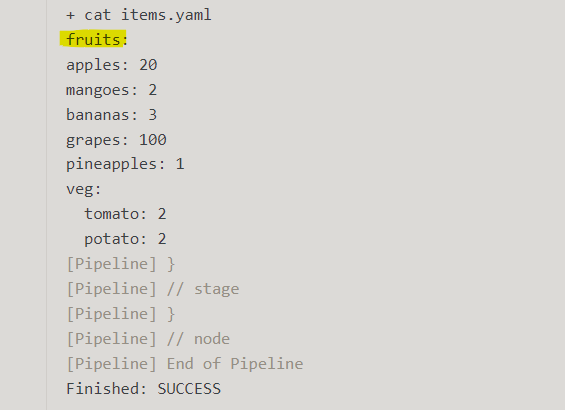 + cat items.yaml
fruits:
apples: 20
mangoes: 2
bananas: 3
grapes: 100
pineapples: 1
veg:
  tomato: 2
  potato: 2
[Pipeline] }
[Pipeline] // stage
[Pipeline] }
[Pipeline] // node
[Pipeline] End of Pipeline
Finished: SUCCESS